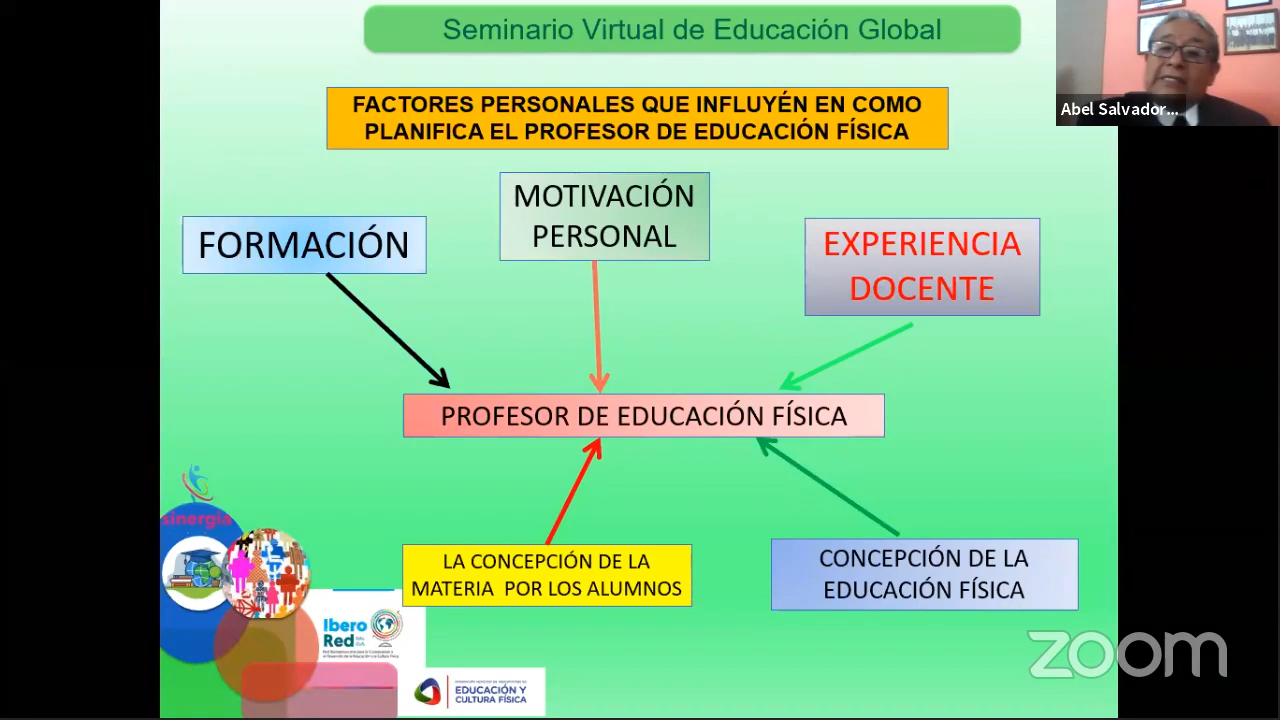 Seminario Virtual de Educación Global
Abel Salvador...
FACTORES PERSONALES QUE INFLUYÉN EN COMO
PLANIFICA EL PROFESOR DE EDUCACIÓN FÍSICA
MOTIVACIÓN
PERSONAL
FORMACIÓN
EXPERIENCIA
DOCENTE
PROFESOR DE EDUCACIÓN FÍSICA
LA CONCEPCIÓN DE LA
MATERIA POR LOS ALUMNOS
CONCEPCIÓN DE LA
EDUCACIÓN FÍSICA
sinergia
Ibero
Red
EDUCACIÓN Y
CULTURA FÍSICA
zoom